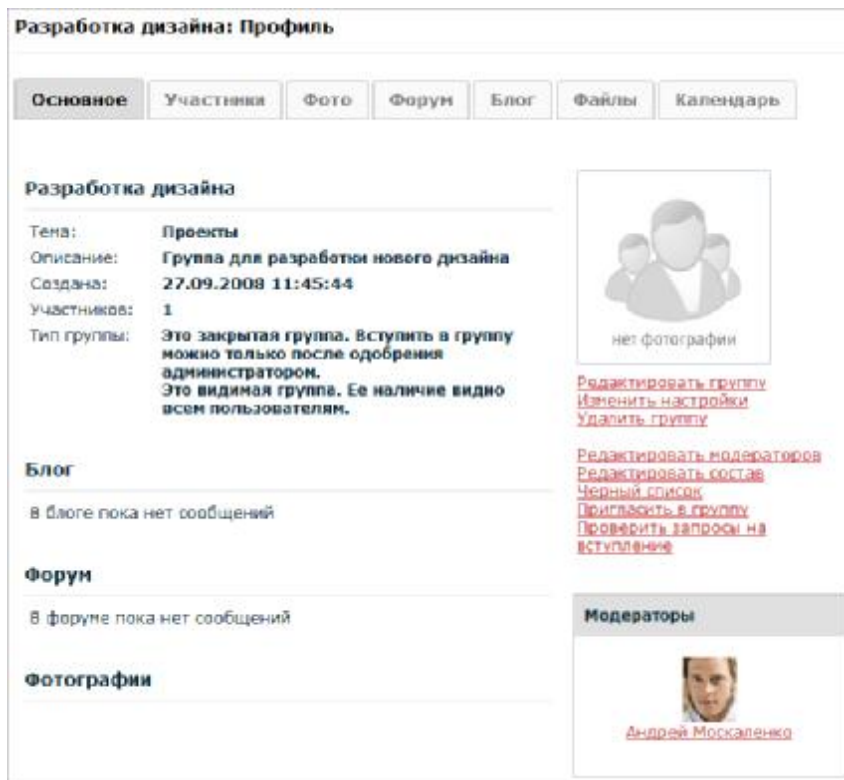 Разработка дизайна: Профиль
Основное
Участники
Фото
Форум
Блог
Файлы
Календарь
Разработка дизайна
Тема: Проекты
Описание: Группа для разработки нового дизайна
Создана: 27.09.2008 11:45:44
Участников: 1
Тип группы: Это закрытая группа. Вступить в группу
можно только после одобрения
администратором.
Это видимая группа. Ее наличие видно
всем пользователям.
Блог
В блоге пока нет сообщений
Форум
В форуме пока нет сообщений
Фотографии
нет фотографии
Редактировать группу
Изменить настройки
Удалить группу
Редактировать модераторов
Редактировать состав
Черный список
Пригласить в группу
Проверить запросы на
вступление
Модераторы
Андрей Москаленко